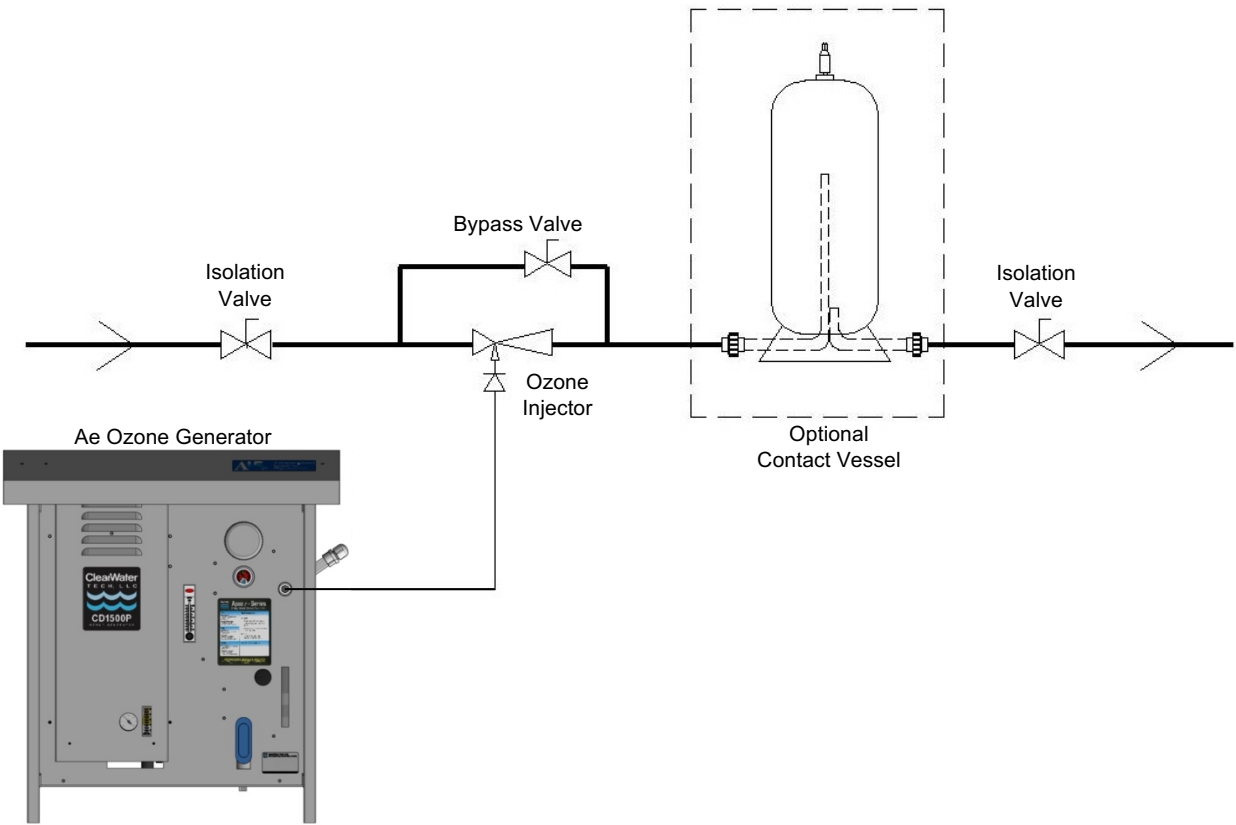 Bypass Valve
Isolation
Valve
Isolation
Valve
Ozone
Injector
Optional
Contact Vessel
Ae Ozone Generator
ClearWater
TECH, LLC
CD1500P